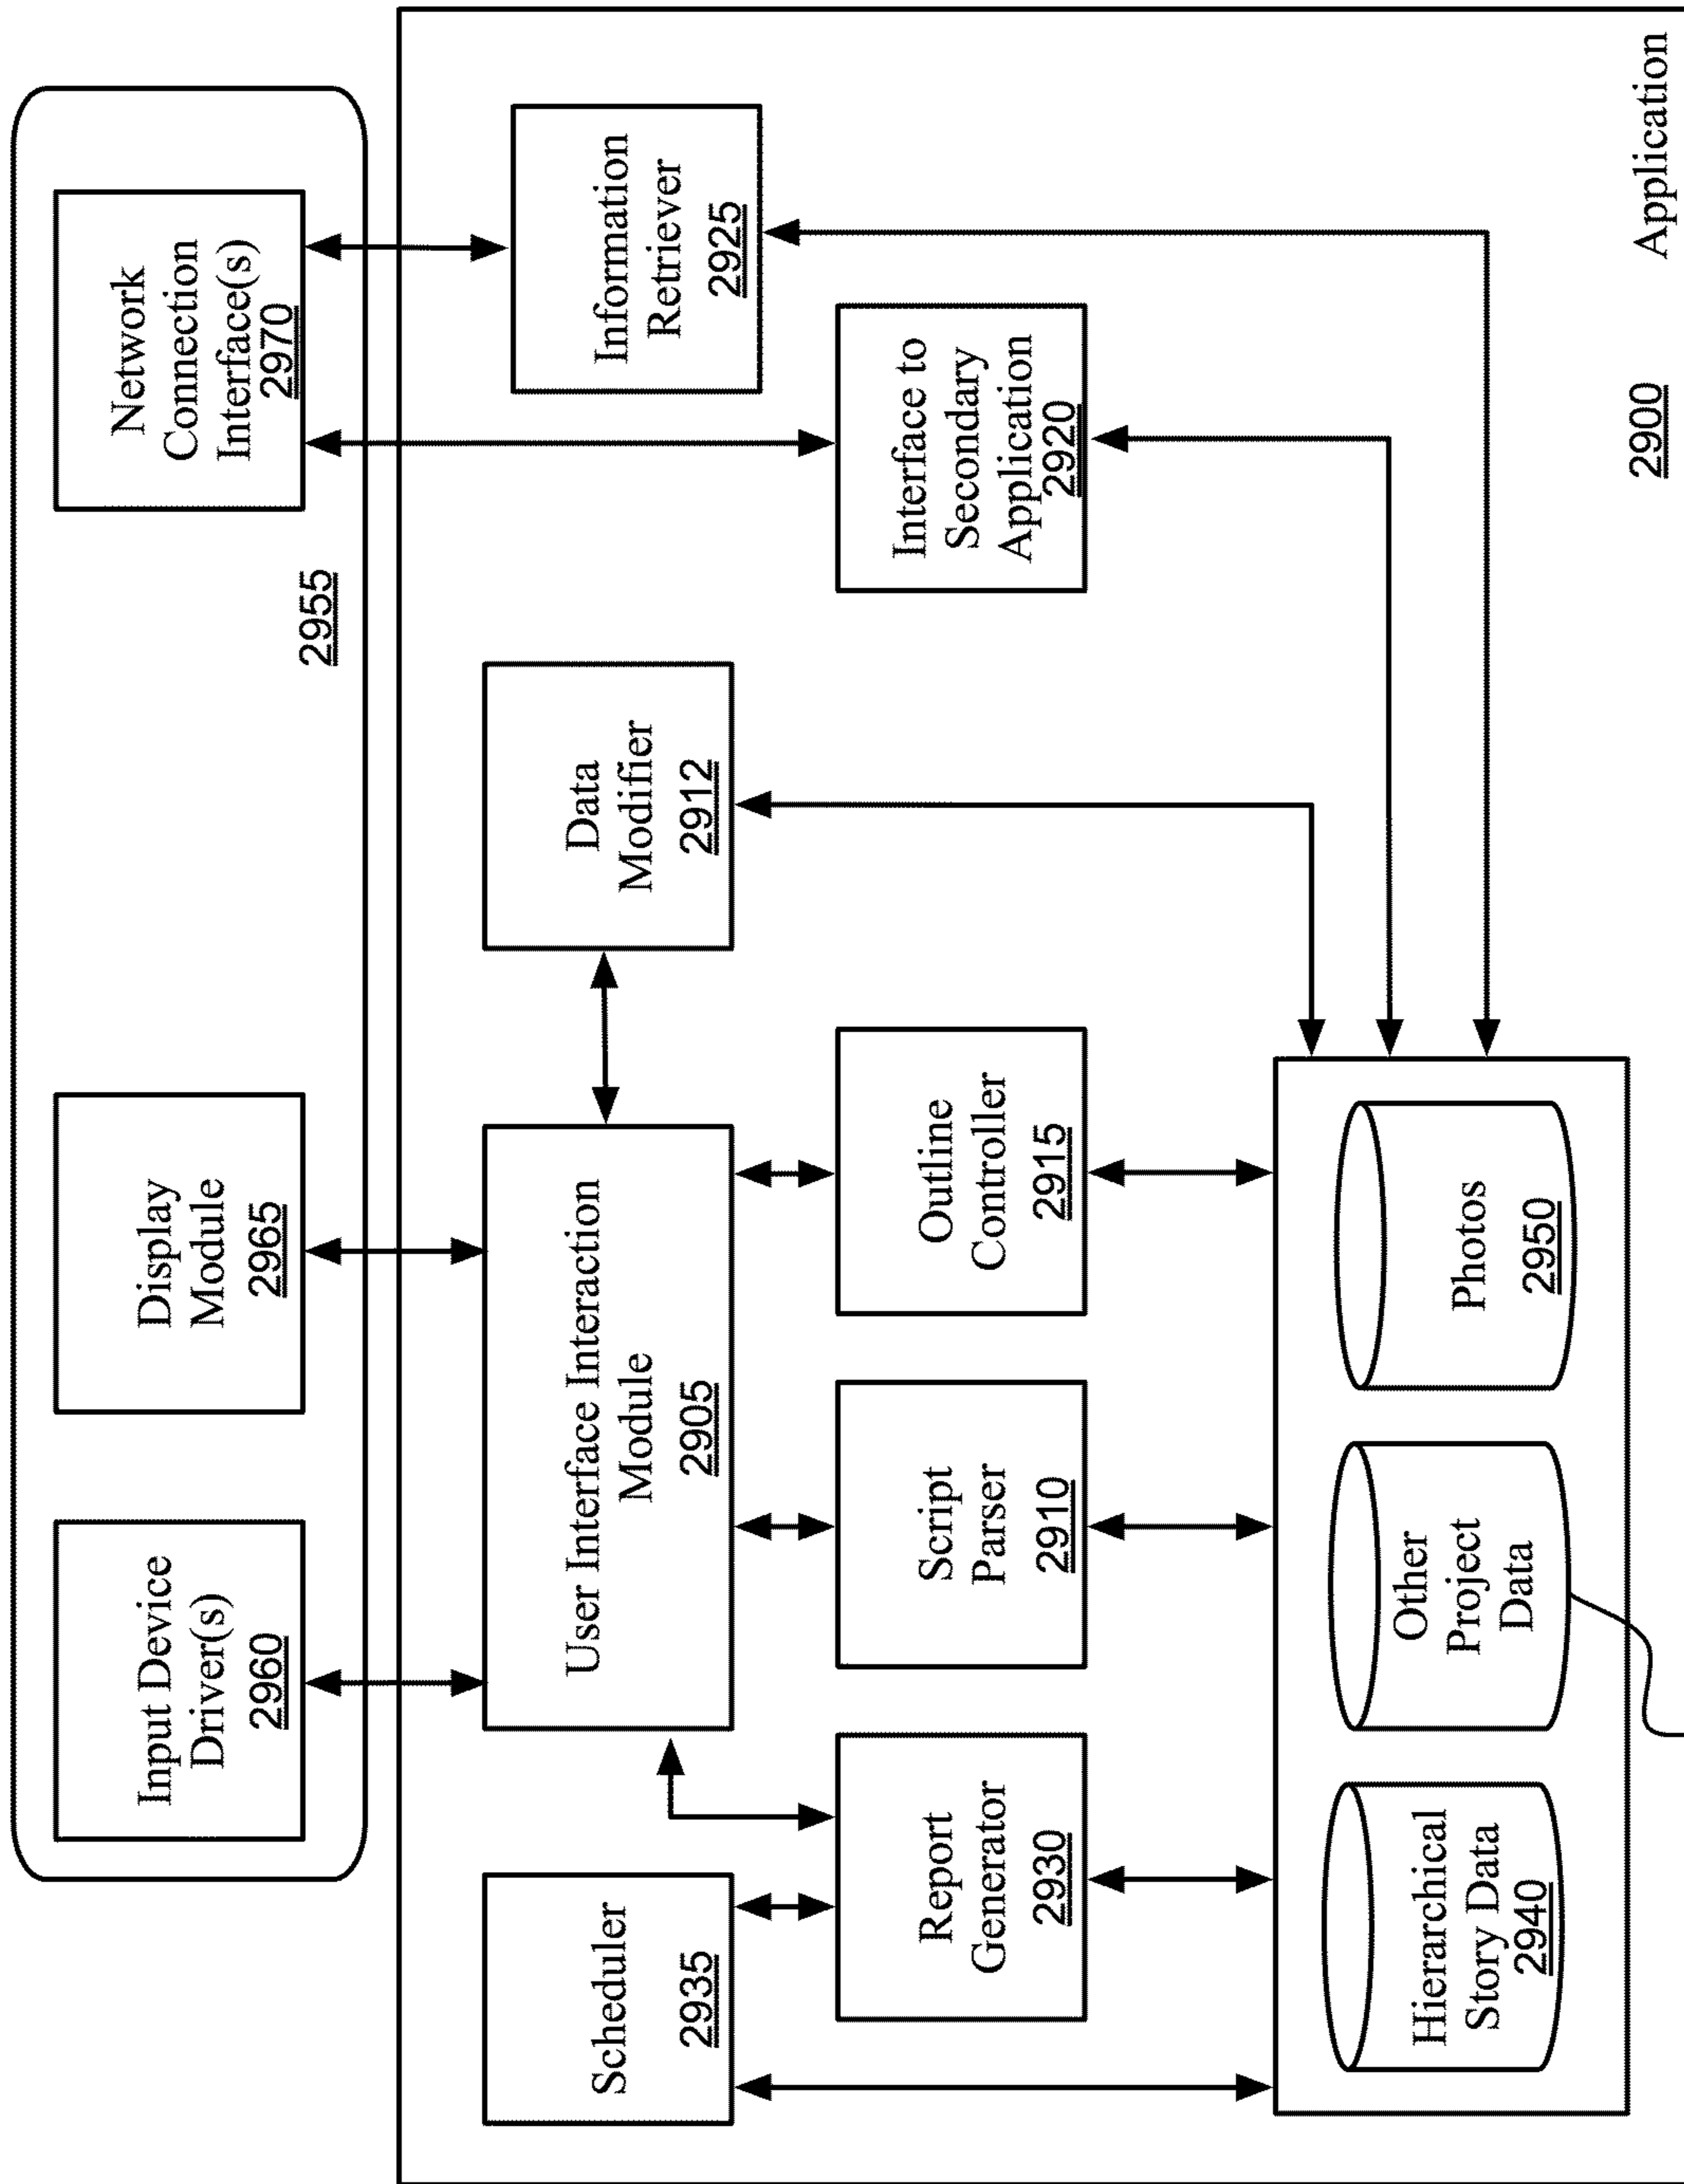 Input Device
Driver(s)
2960
Display
Module
2965
Network
Connection
Interface(s)
2970
2955
Scheduler
2935
User Interface Interaction
Module
2905
Data
Modifier
2912
Information
Retriever
2925
Report
Generator
2930
Script
Parser
2910
Outline
Controller
2915
Interface to
Secondary
Application
2920
Hierarchical
Story Data
2940
Other
Project
Data
Photos
2950
2900
Application